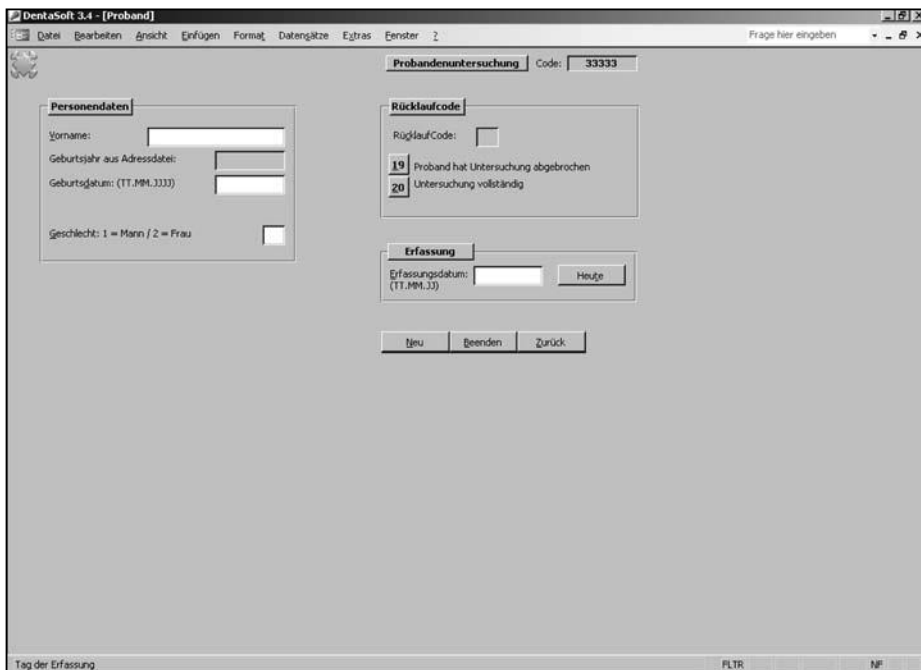 DentaSoft 3.4 - [Proband]
Datei Bearbeiten Ansicht Einfügen Format Datensätze Extras Fenster ? Frage hier eingeben
Probandenuntersuchung Code: 33333
Personendaten
Vorname:
Geburtsjahr aus Adressdatei:
Geburtsdatum: (TT.MM.JJJJ)
Geschlecht: 1 = Mann / 2 = Frau
Rücklaufcode
RücklaufCode:
19 Proband hat Untersuchung abgebrochen
20 Untersuchung vollständig
Erfassung
Erfassungsdatum: Heute
(TT.MM.JJ)
Neu Beenden Zurück
Tag der Erfassung FLTR NF